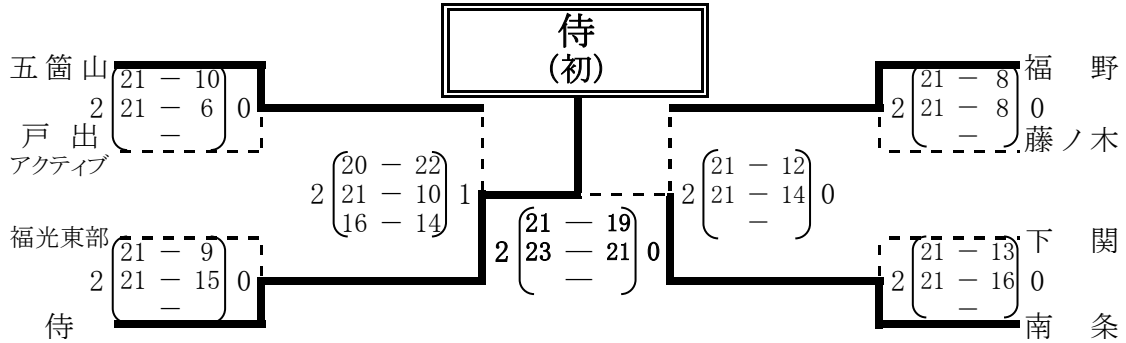 侍
(初)
五箇山
21 － 10
2 21 － 6 0
－
戸出
アクティブ
福野
21 － 8
2 21 － 8 0
－
藤ノ木
20 － 22
2 21 － 10 1
16 － 14
21 － 12
2 21 － 14 0
－
21 － 19
2 23 － 21 0
－
福光東部
21 － 9
2 21 － 15 0
－
侍
下関
21 － 13
2 21 － 16 0
－
南条